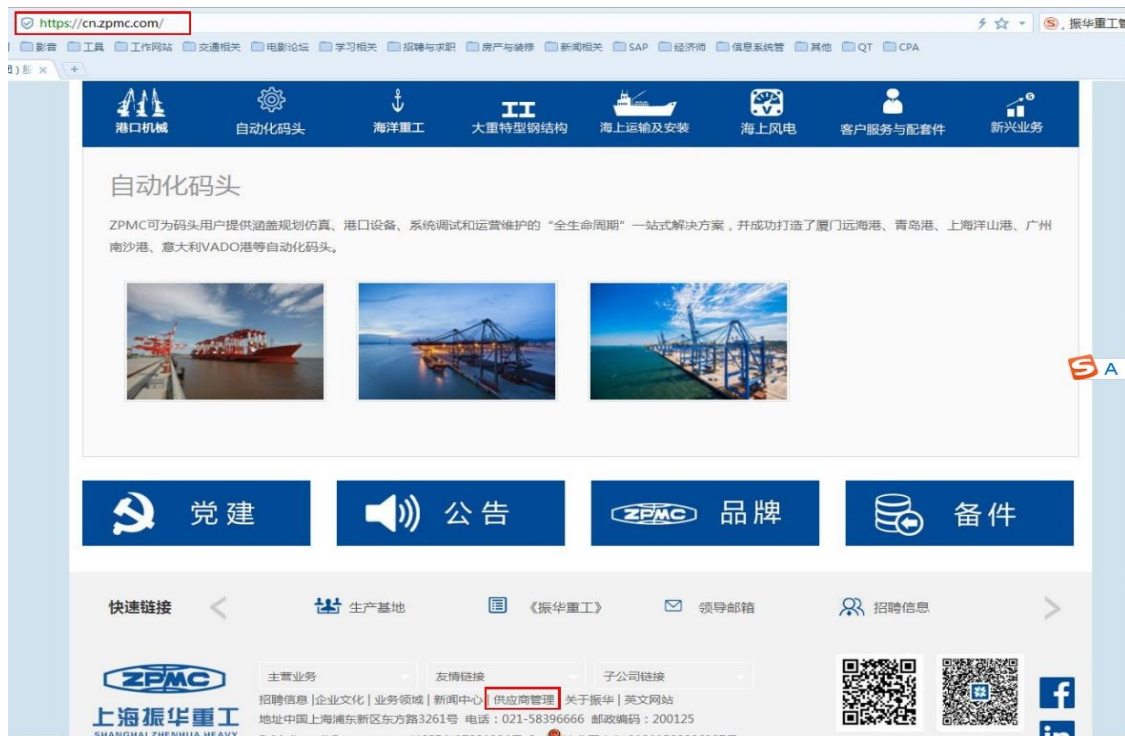 https://cn.zpmc.com/
振华重工管
影音 工具 工作网站 交通相关 电影论坛 学习相关 招聘与求职 房产与装修 新闻相关 SAP 经济师 信息系统管 其他 QT CPA
港口机械 自动化码头 海洋重工 大重特型钢结构 海上运输及安装 海上风电 客户服务与配套件 新兴业务
自动化码头
ZPMC可为码头用户提供涵盖规划仿真、港口设备、系统调试和运营维护的“全生命周期”一站式解决方案，并成功打造了厦门远海港、青岛港、上海洋山港、广州
南沙港、意大利VADO港等自动化码头。
S A
党建 公告 ZPMC 品牌 备件
快速链接 < 生产基地 《振华重工》 领导邮箱 招聘信息 >
ZPMC
主营业务 友情链接 子公司链接
招聘信息 |企业文化 | 业务领域 | 新闻中心 | 供应商管理 | 关于振华 | 英文网站
上海振华重工
地址中国上海浦东新区东方路3261号 电话：021-58396666 邮政编码：200125
SHANGHAI ZHENHUA HEAVY
f
in